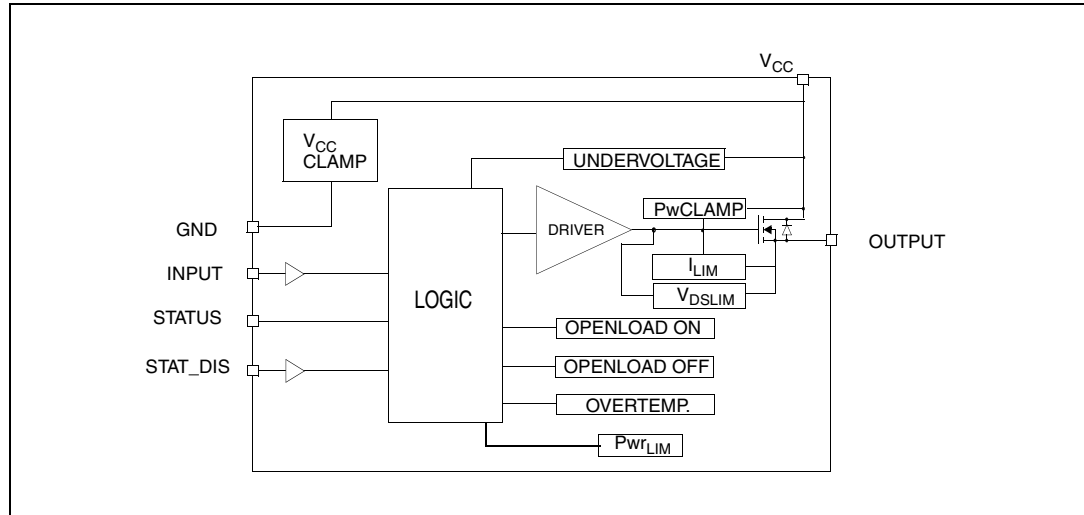 VCC
VCC
CLAMP
UNDERVOLTAGE
PwCLAMP
GND
DRIVER
OUTPUT
INPUT
ILIM
LOGIC
VDSLIM
STATUS
OPENLOAD ON
STAT_DIS
OPENLOAD OFF
OVERTEMP.
PwrLIM